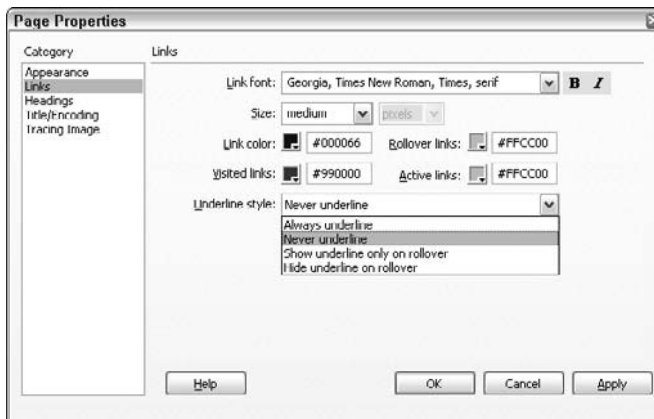 Page Properties
Category
Links
Appearance
Links
Headings
Title/Encoding
Tracing Image
Link font: Georgia, Times New Roman, Times, serif B I
Size: medium pixels
Link color: #000066 Rollover links: #FFCC00
Visited links: #990000 Active links: #FFCC00
Underline style: Never underline
Always underline
Never underline
Show underline only on rollover
Hide underline on rollover
Help OK Cancel Apply